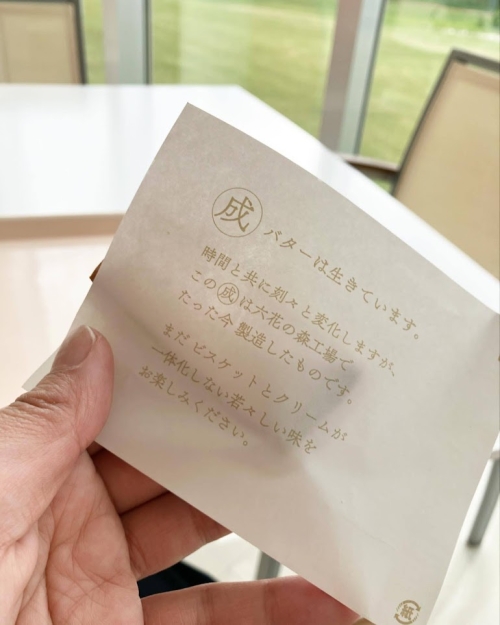 成 バターは生きています。
時間と共に刻々と変化しますが、
この成は六花の森工場で
たった今 製造したものです。
まだ ビスケットとクリームが
一体化しない若々しい味を
お楽しみください。
紙